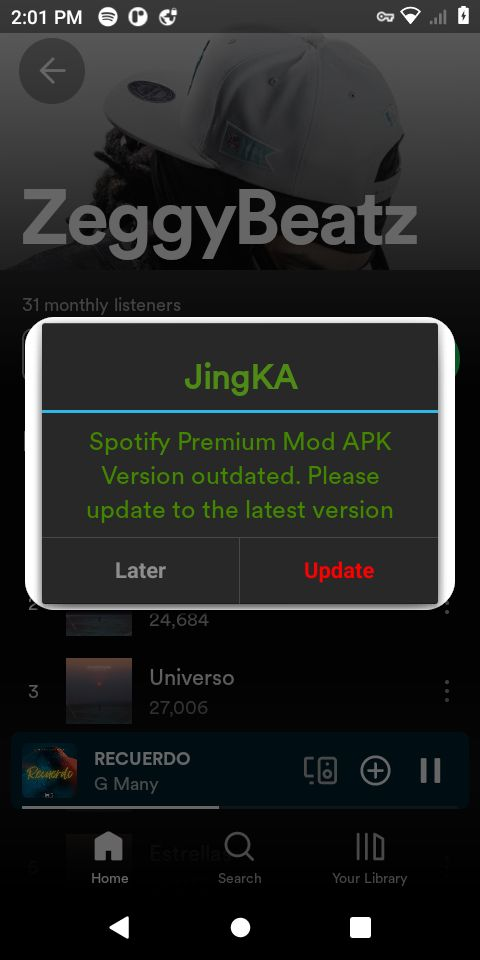 2:01 PM
ZeggyBeatz
31 monthly listeners
JingKA
Spotify Premium Mod APK
Version outdated. Please
update to the latest version
Later
Update
2
24,684
3
Universo
27,006
Recuerdo
RECUERDO
G Many
5
Estrellas
Home
Search
Your Library